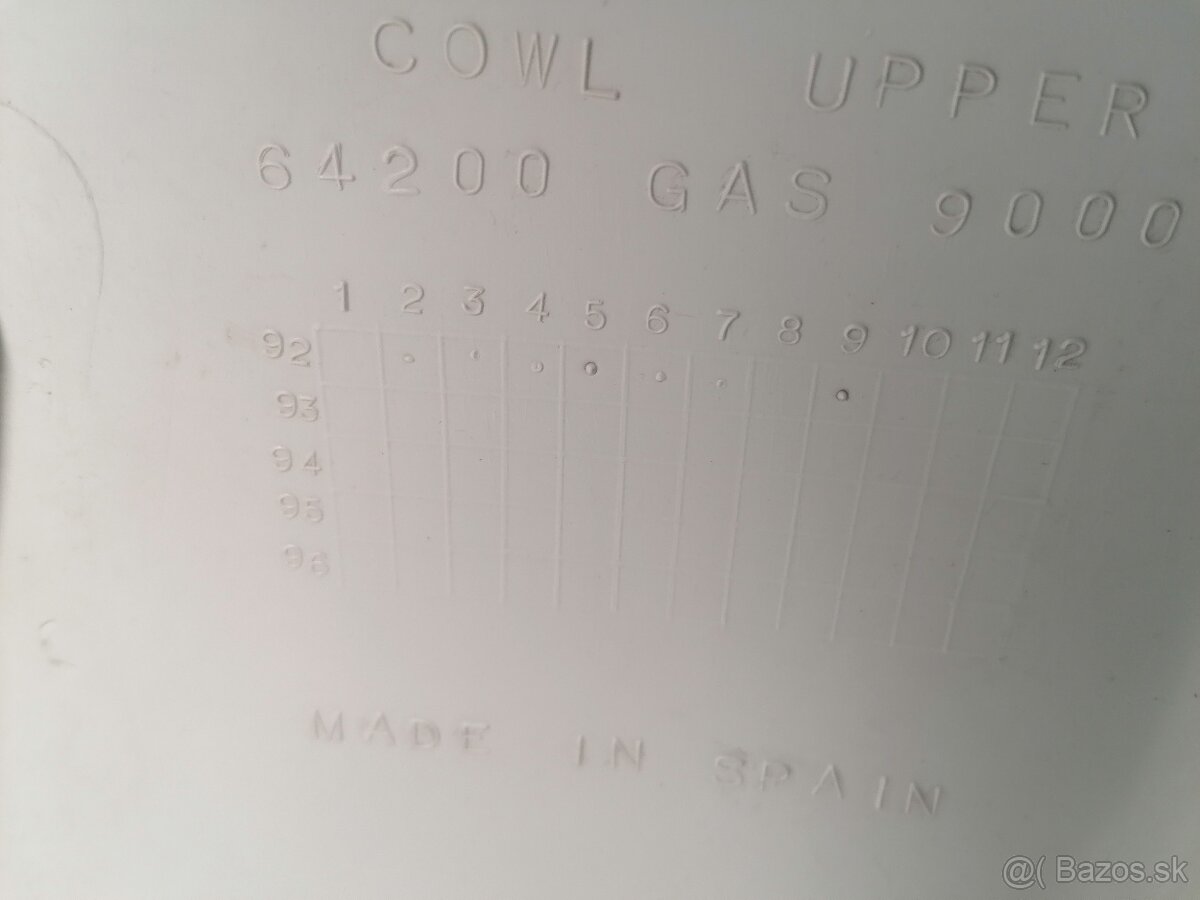 COWL UPPER
64200 GAS 9000
1 2 3 4 5 6 7 8 9 10 11 12
92
93
94
95
96
MADE IN SPAIN
@( Bazos.sk